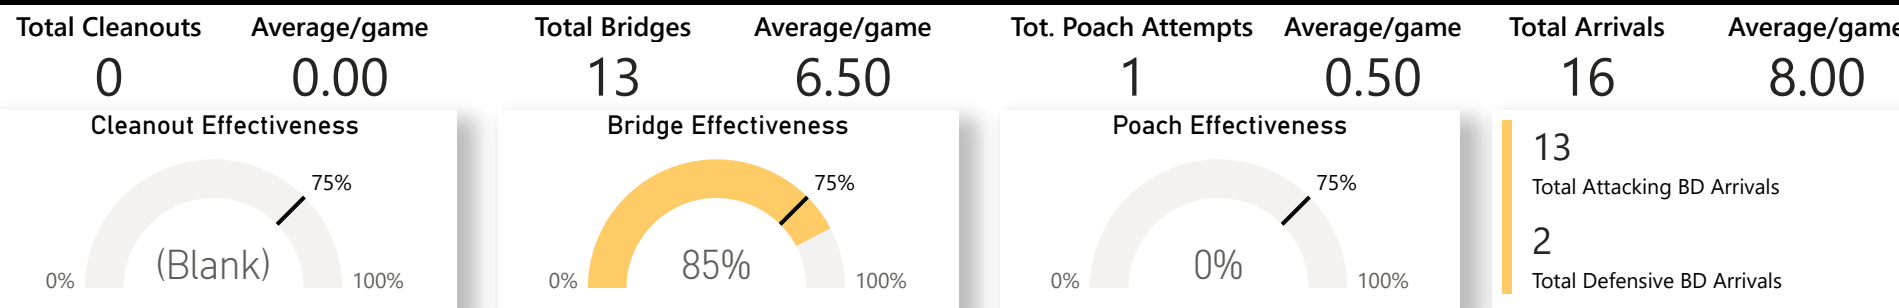 Total Cleanouts Average/game Total Bridges Average/game Tot. Poach Attempts Average/game Total Arrivals Average/game
0 0.00 13 6.50 1 0.50 16 8.00
Cleanout Effectiveness
75%
(Blank)
0% 100%
Bridge Effectiveness
75%
85%
0% 100%
Poach Effectiveness
75%
0%
0% 100%
13
Total Attacking BD Arrivals
2
Total Defensive BD Arrivals